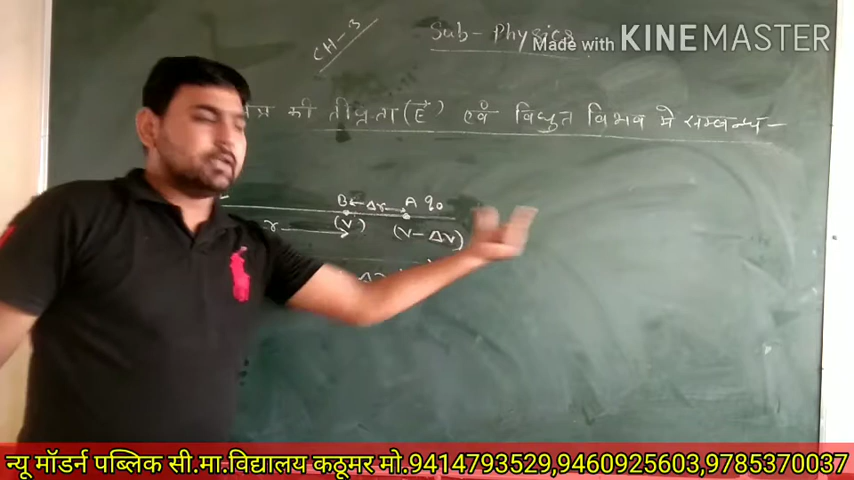 CH-3
Sub- Physics
Made with KINEMASTER
की तीव्रता (E⃗) एवं विद्युत विभव मे सम्बन्ध -
B ← Δr → A q₀
r → (V) (V - ΔV)
न्यू मॉडर्न पब्लिक सी.मा.विद्यालय कठूमर मो.9414793529,9460925603,9785370037